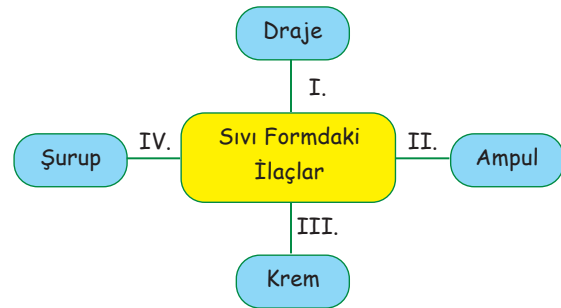 Draje
I.
IV.
Şurup
Sıvı Formdaki
İlaçlar
II.
Ampul
III.
Krem